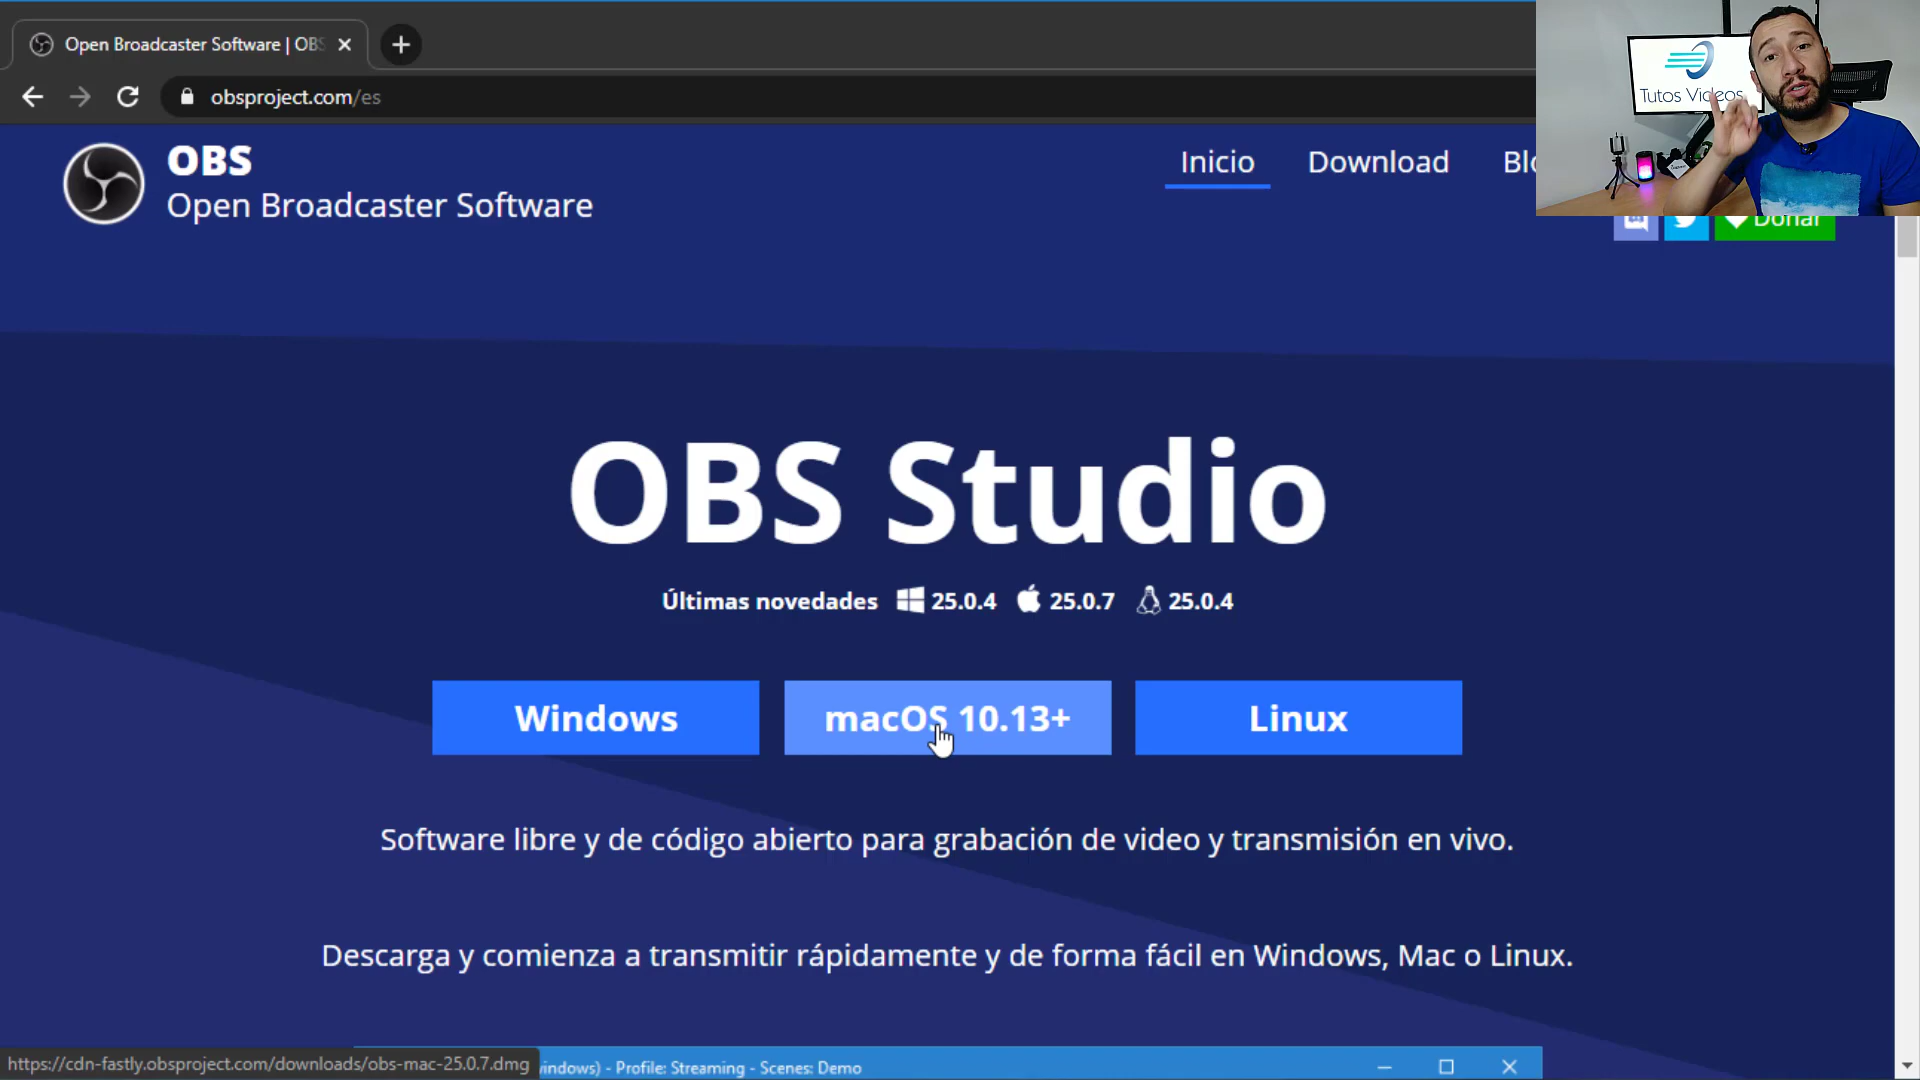 Open Broadcaster Software | OBS
obsproject.com/es
Tutos Videos
OBS
Open Broadcaster Software
Inicio
Download
Donar
OBS Studio
Últimas novedades 25.0.4 25.0.7 25.0.4
Windows
macOS 10.13+
Linux
Software libre y de código abierto para grabación de video y transmisión en vivo.
Descarga y comienza a transmitir rápidamente y de forma fácil en Windows, Mac o Linux.
https://cdn-fastly.obsproject.com/downloads/obs-mac-25.0.7.dmg
indows) - Profile: Streaming - Scenes: Demo